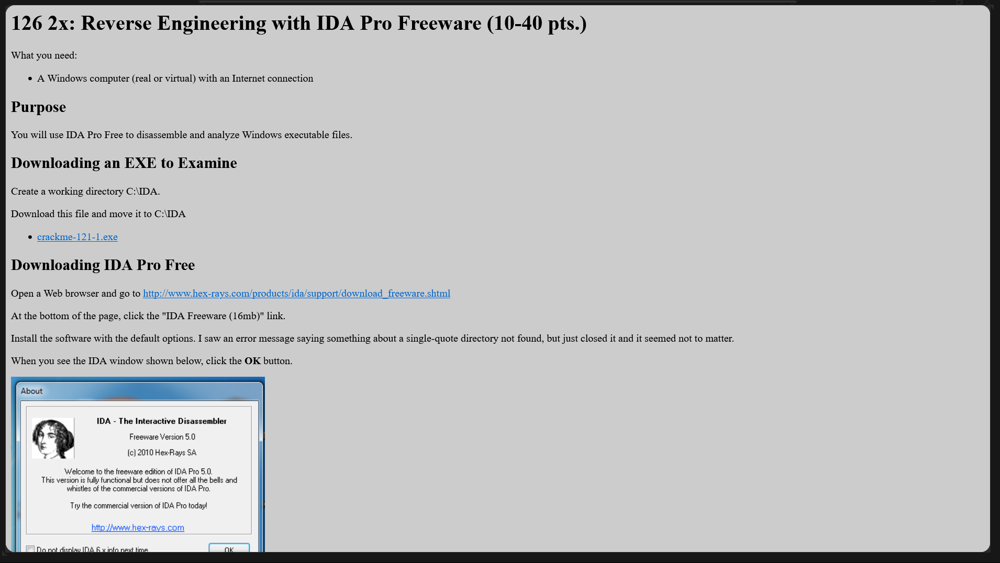 126 2x: Reverse Engineering with IDA Pro Freeware (10-40 pts.)
What you need:
• A Windows computer (real or virtual) with an Internet connection
Purpose
You will use IDA Pro Free to disassemble and analyze Windows executable files.
Downloading an EXE to Examine
Create a working directory C:\IDA.
Download this file and move it to C:\IDA
• crackme-121-1.exe
Downloading IDA Pro Free
Open a Web browser and go to http://www.hex-rays.com/products/ida/support/download_freeware.shtml
At the bottom of the page, click the "IDA Freeware (16mb)" link.
Install the software with the default options. I saw an error message saying something about a single-quote directory not found, but just closed it and it seemed not to matter.
When you see the IDA window shown below, click the OK button.
About
IDA - The Interactive Disassembler
Freeware Version 5.0
(c) 2010 Hex-Rays SA
Welcome to the freeware edition of IDA Pro 5.0.
This version is fully functional but does not offer all the bells and
whistles of the commercial versions of IDA Pro.
Try the commercial version of IDA Pro today!
http://www.hex-rays.com
Do not display IDA 6.x info next time
OK